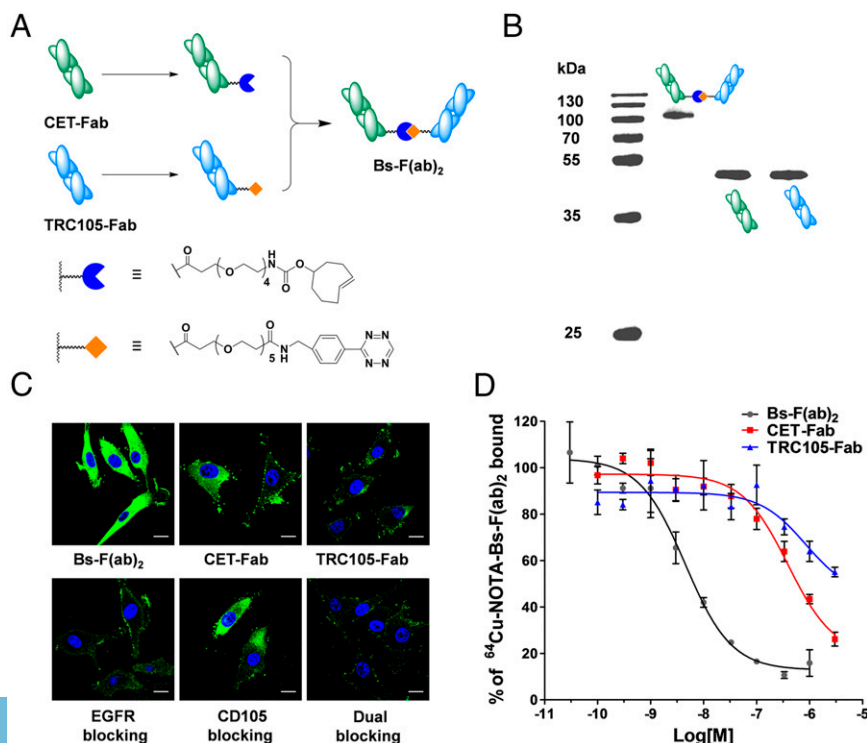 A
CET-Fab
TRC105-Fab
Bs-F(ab)₂
≡
O
O
4
H
N
O
O
≡
O
O
5
O
N
H
N
N
N
N
B
kDa
130
100
70
55
35
25
C
Bs-F(ab)₂
CET-Fab
TRC105-Fab
EGFR
blocking
CD105
blocking
Dual
blocking
D
% of ⁶⁴Cu-NOTA-Bs-F(ab)₂ bound
120
100
80
60
40
20
0
Bs-F(ab)₂
CET-Fab
TRC105-Fab
-11 -10 -9 -8 -7 -6 -5
Log[M]